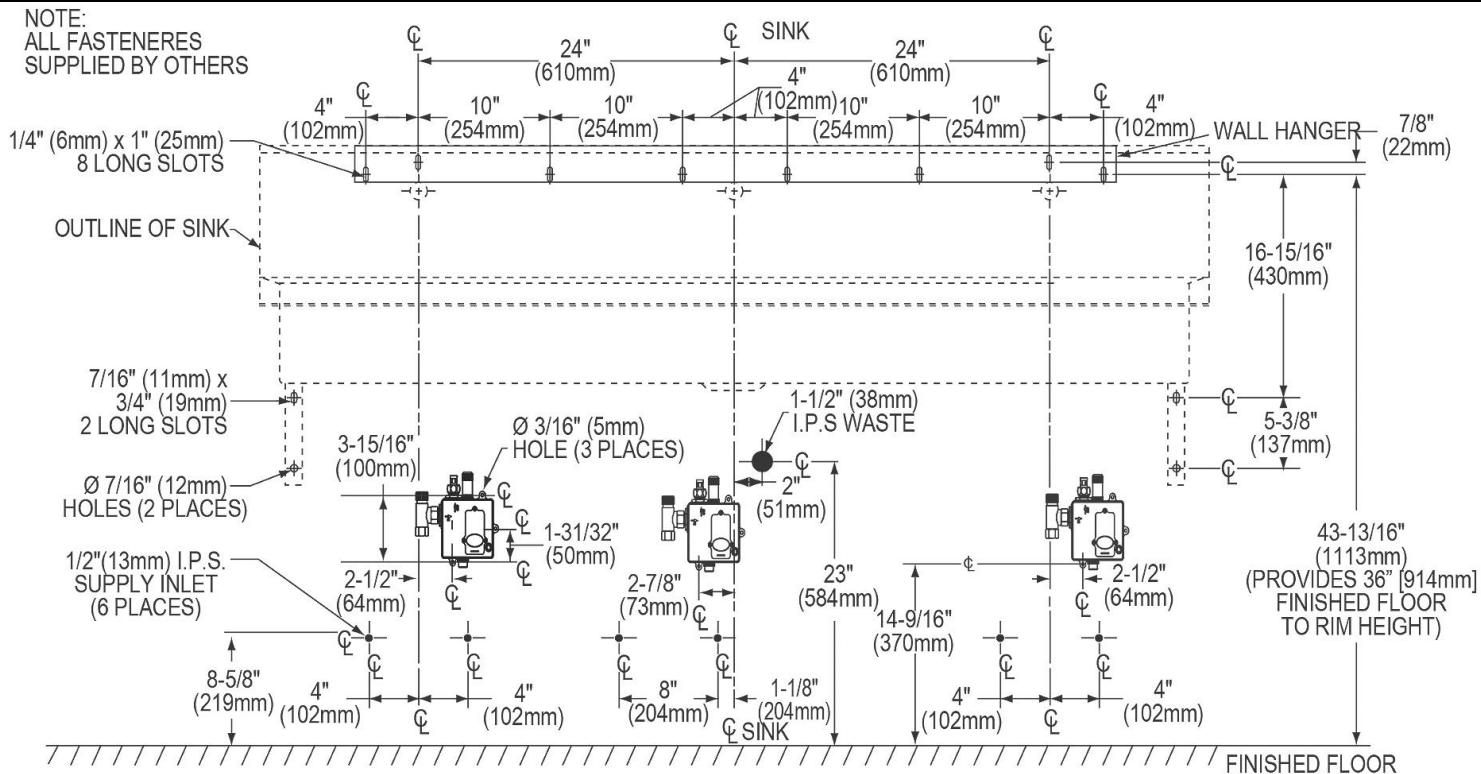 NOTE:
ALL FASTENERES
SUPPLIED BY OTHERS
℄
℄ SINK
℄
24"
(610mm)
24"
(610mm)
4"
(102mm)
℄
4"
(102mm)
10"
(254mm)
10"
(254mm)
10"
(254mm)
10"
(254mm)
℄
4"
(102mm)
1/4" (6mm) x 1" (25mm)
8 LONG SLOTS
WALL HANGER
7/8"
(22mm)
℄
OUTLINE OF SINK
16-15/16"
(430mm)
7/16" (11mm) x
3/4" (19mm)
2 LONG SLOTS
1-1/2" (38mm)
I.P.S WASTE
℄
5-3/8"
(137mm)
℄
Ø 3/16" (5mm)
HOLE (3 PLACES)
3-15/16"
(100mm)
℄
2"
(51mm)
Ø 7/16" (12mm)
HOLES (2 PLACES)
℄
℄
1-31/32"
(50mm)
℄
43-13/16"
(1113mm)
(PROVIDES 36” [914mm]
FINISHED FLOOR
TO RIM HEIGHT)
1/2"(13mm) I.P.S.
SUPPLY INLET
(6 PLACES)
2-1/2"
(64mm)
℄
2-7/8"
(73mm)
℄
23"
(584mm)
℄
2-1/2"
(64mm)
℄
14-9/16"
(370mm)
℄
℄
℄
℄
℄
℄
℄
8-5/8"
(219mm)
4"
(102mm)
4"
(102mm)
℄
8"
(204mm)
1-1/8"
(204mm)
℄ SINK
4"
(102mm)
4"
(102mm)
℄
FINISHED FLOOR